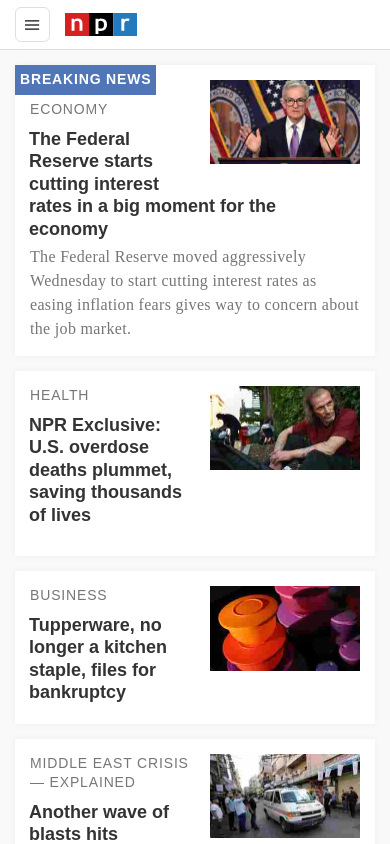 npr
BREAKING NEWS
ECONOMY
The Federal
Reserve starts
cutting interest
rates in a big moment for the
economy
The Federal Reserve moved aggressively
Wednesday to start cutting interest rates as
easing inflation fears gives way to concern about
the job market.
HEALTH
NPR Exclusive:
U.S. overdose
deaths plummet,
saving thousands
of lives
BUSINESS
Tupperware, no
longer a kitchen
staple, files for
bankruptcy
MIDDLE EAST CRISIS
— EXPLAINED
Another wave of
blasts hits